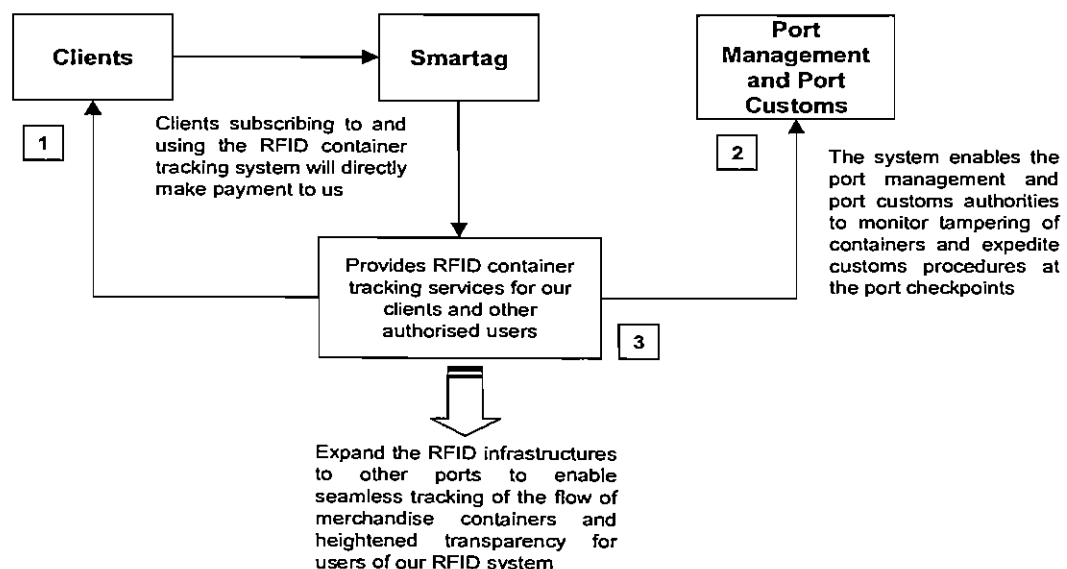 Clients
Smartag
Port
Management
and Port
Customs
1
Clients subscribing to and
using the RFID container
tracking system will directly
make payment to us
2
The system enables the
port management and
port customs authorities
to monitor tampering of
containers and expedite
customs procedures at
the port checkpoints
Provides RFID container
tracking services for our
clients and other
authorised users
3
Expand the RFID infrastructures
to other ports to enable
seamless tracking of the flow of
merchandise containers and
heightened transparency for
users of our RFID system